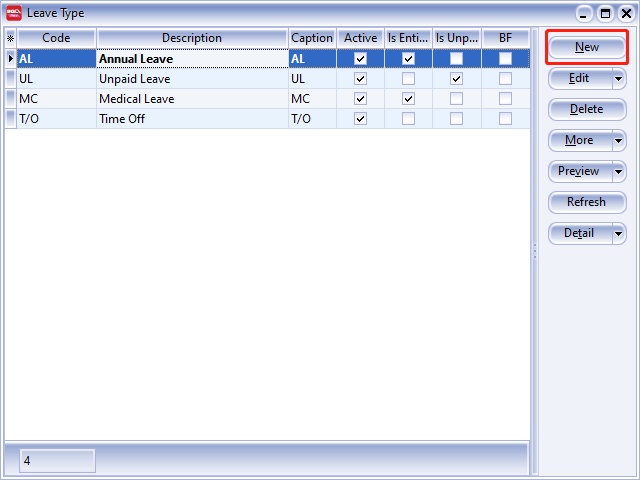 Leave Type
Code Description Caption Active Is Enti... Is Unp... BF
AL Annual Leave AL
UL Unpaid Leave UL
MC Medical Leave MC
T/O Time Off T/O
4
New
Edit
Delete
More
Preview
Refresh
Detail